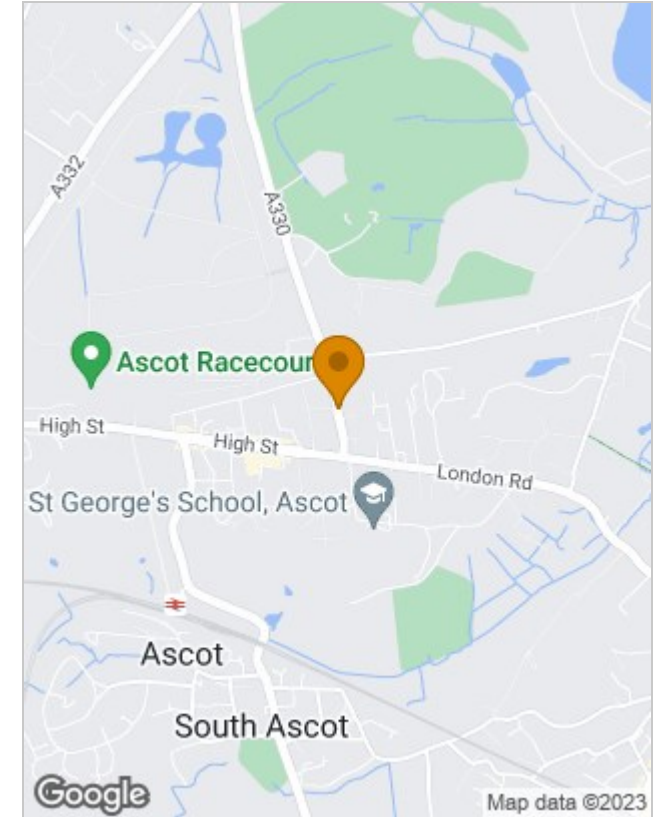 A332
A330
Ascot Racecour
High St
High St
London Rd
St George's School, Ascot
Ascot
South Ascot
Google
Map data ©2023